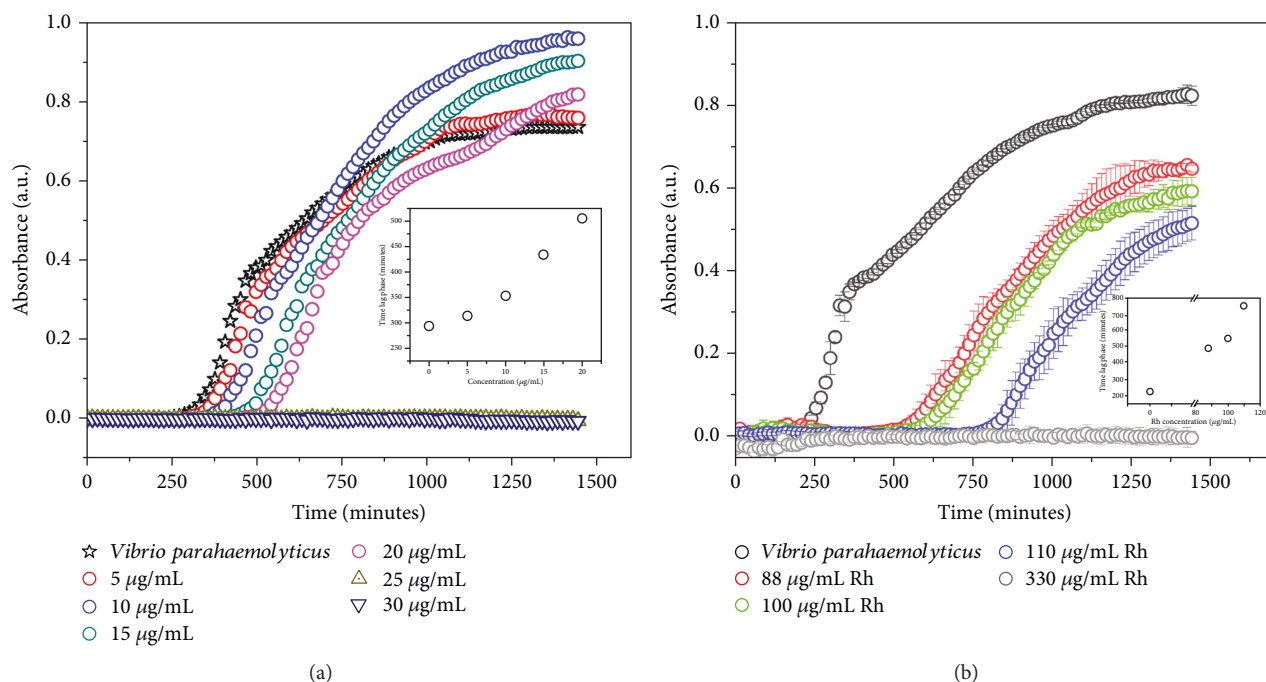 1.0
0.8
0.6
0.4
0.2
0.0
Absorbance (a.u.)
0 250 500 750 1000 1250 1500
Time (minutes)
500
450
400
350
300
250
Time lag phase (minutes)
0 5 10 15 20
Concentration (μg/mL)
Vibrio parahaemolyticus
5 μg/mL
10 μg/mL
15 μg/mL
20 μg/mL
25 μg/mL
30 μg/mL
(a)
1.0
0.8
0.6
0.4
0.2
0.0
Absorbance (a.u.)
0 250 500 750 1000 1250 1500
Time (minutes)
800
700
600
400
300
200
Time lag phase (minutes)
0 80 100 120
Rh concentration (μg/mL)
Vibrio parahaemolyticus
88 μg/mL Rh
100 μg/mL Rh
110 μg/mL Rh
330 μg/mL Rh
(b)